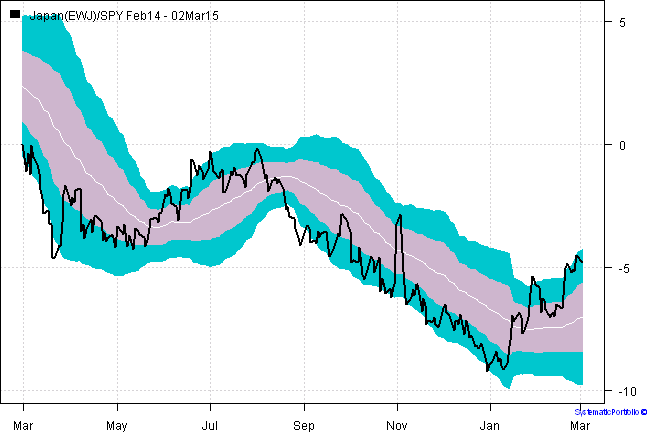 Japan(EWJ)/SPY Feb14 - 02Mar15
5
0
-5
-10
Mar May Jul Sep Nov Jan Mar
SystematicPortfolio ©